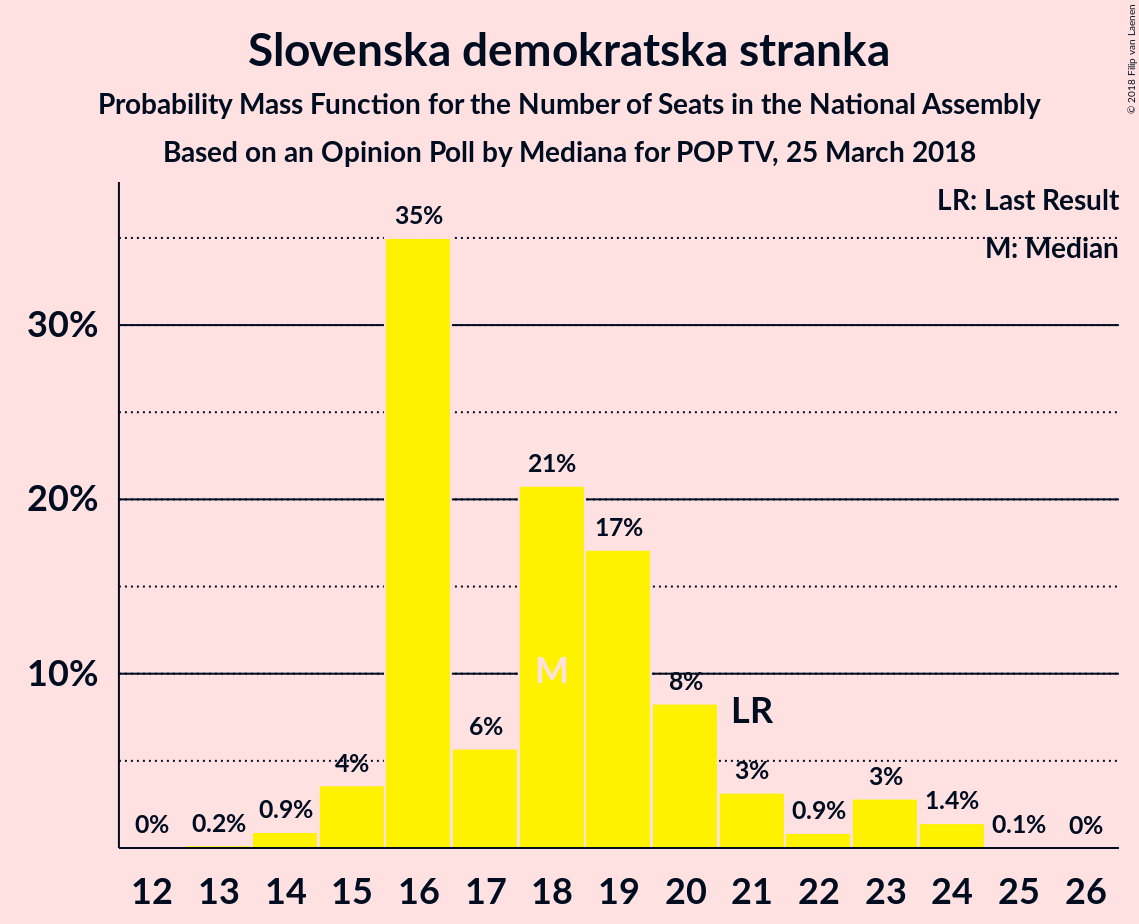 Slovenska demokratska stranka
Probability Mass Function for the Number of Seats in the National Assembly
Based on an Opinion Poll by Mediana for POP TV, 25 March 2018
© 2018 Filip van Laenen
LR: Last Result
M: Median
35%
30%
21%
20%
17%
10%
M
8%
LR
6%
4%
3%
3%
0.9%
1.4%
0%
0.2%
0.9%
0.1%
0%
12 13 14 15 16 17 18 19 20 21 22 23 24 25 26